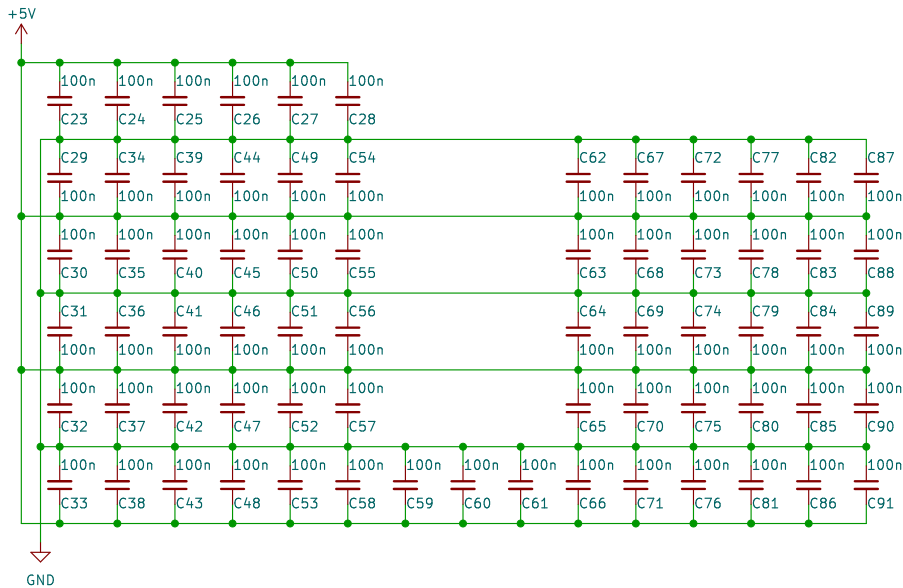 +5V
100n 100n 100n 100n 100n 100n
C23 C24 C25 C26 C27 C28
C29 C34 C39 C44 C49 C54 C62 C67 C72 C77 C82 C87
100n 100n 100n 100n 100n 100n 100n 100n 100n 100n 100n 100n
100n 100n 100n 100n 100n 100n 100n 100n 100n 100n 100n 100n
C30 C35 C40 C45 C50 C55 C63 C68 C73 C78 C83 C88
C31 C36 C41 C46 C51 C56 C64 C69 C74 C79 C84 C89
100n 100n 100n 100n 100n 100n 100n 100n 100n 100n 100n 100n
100n 100n 100n 100n 100n 100n 100n 100n 100n 100n 100n 100n
C32 C37 C42 C47 C52 C57 C65 C70 C75 C80 C85 C90
100n 100n 100n 100n 100n 100n 100n 100n 100n 100n 100n 100n 100n 100n 100n
C33 C38 C43 C48 C53 C58 C59 C60 C61 C66 C71 C76 C81 C86 C91
GND